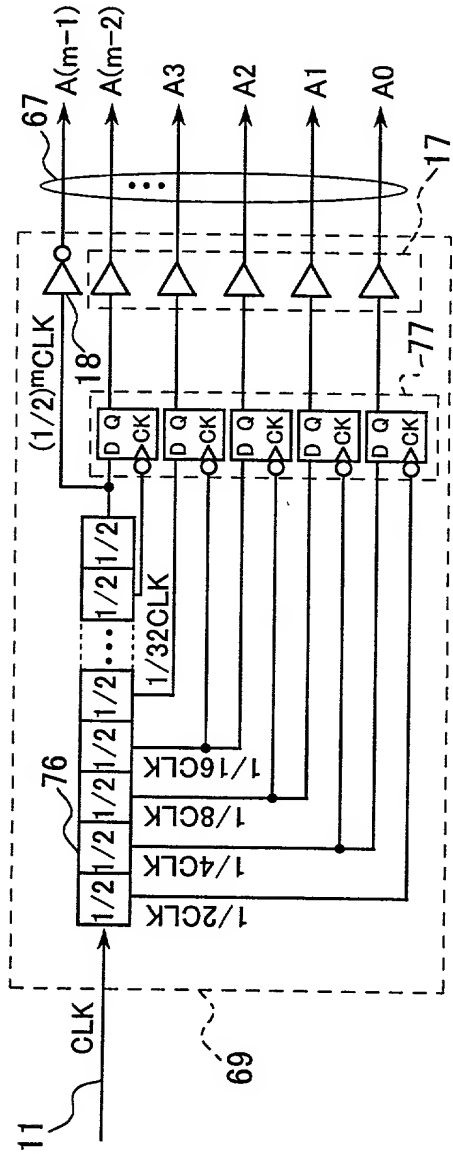 67
A(m-1)
(1/2)ᵐCLK
18
A(m-2)
•••
76
1/2 1/2 1/2 1/2 1/2 ••• 1/2 1/2
D Q
CK
A3
D Q
CK
A2
D Q
CK
A1
D Q
CK
A0
D Q
CK
1/2CLK
1/4CLK
1/8CLK
1/16CLK
1/32CLK
17
77
11
CLK
69